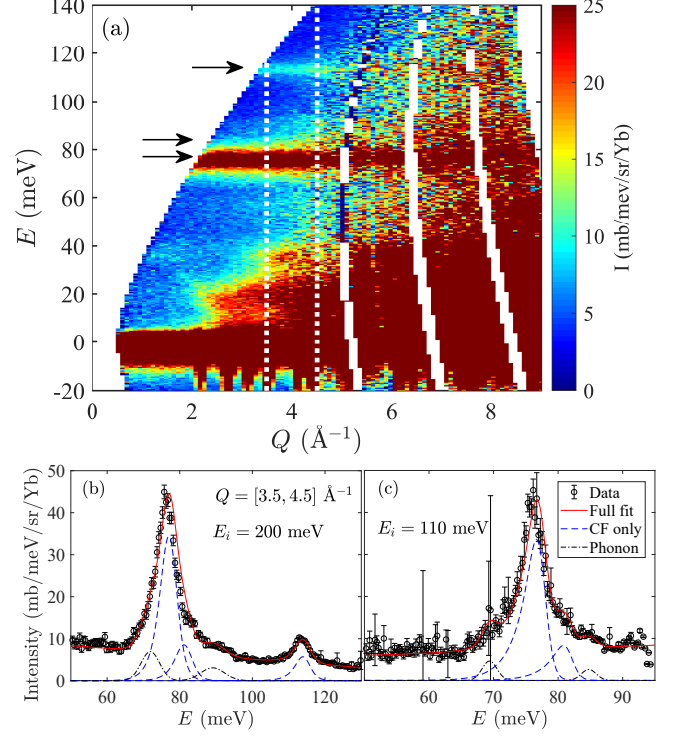 (a)
140
120
100
80
60
40
20
0
-20
E (meV)
0 2 4 6 8
Q (Å⁻¹)
25
20
15
10
5
0
I (mb/mev/sr/Yb)
(b)
Q = [3.5, 4.5] Å⁻¹
E_i = 200 meV
50
40
30
20
10
0
Intensity (mb/meV/sr/Yb)
60 80 100 120
E (meV)
(c)
E_i = 110 meV
Data
Full fit
CF only
Phonon
60 70 80 90
E (meV)